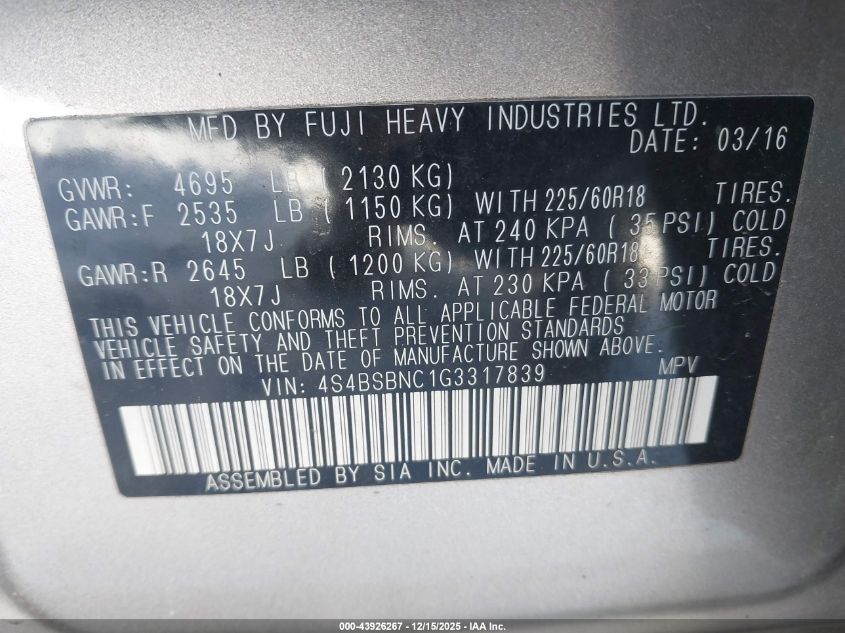 MFD BY FUJI HEAVY INDUSTRIES LTD.
DATE: 03/16
GVWR: 4695 LB ( 2130 KG)
GAWR:F 2535 LB ( 1150 KG) WITH 225/60R18 TIRES.
18X7J RIMS. AT 240 KPA ( 35 PSI) COLD
GAWR:R 2645 LB ( 1200 KG) WITH 225/60R18 TIRES.
18X7J RIMS. AT 230 KPA ( 33 PSI) COLD
THIS VEHICLE CONFORMS TO ALL APPLICABLE FEDERAL MOTOR
VEHICLE SAFETY AND THEFT PREVENTION STANDARDS
IN EFFECT ON THE DATE OF MANUFACTURE SHOWN ABOVE.
VIN: 4S4BSBNC1G3317839 MPV
ASSEMBLED BY SIA INC. MADE IN U.S.A.
000-43926267 - 12/15/2025 - IAA Inc.